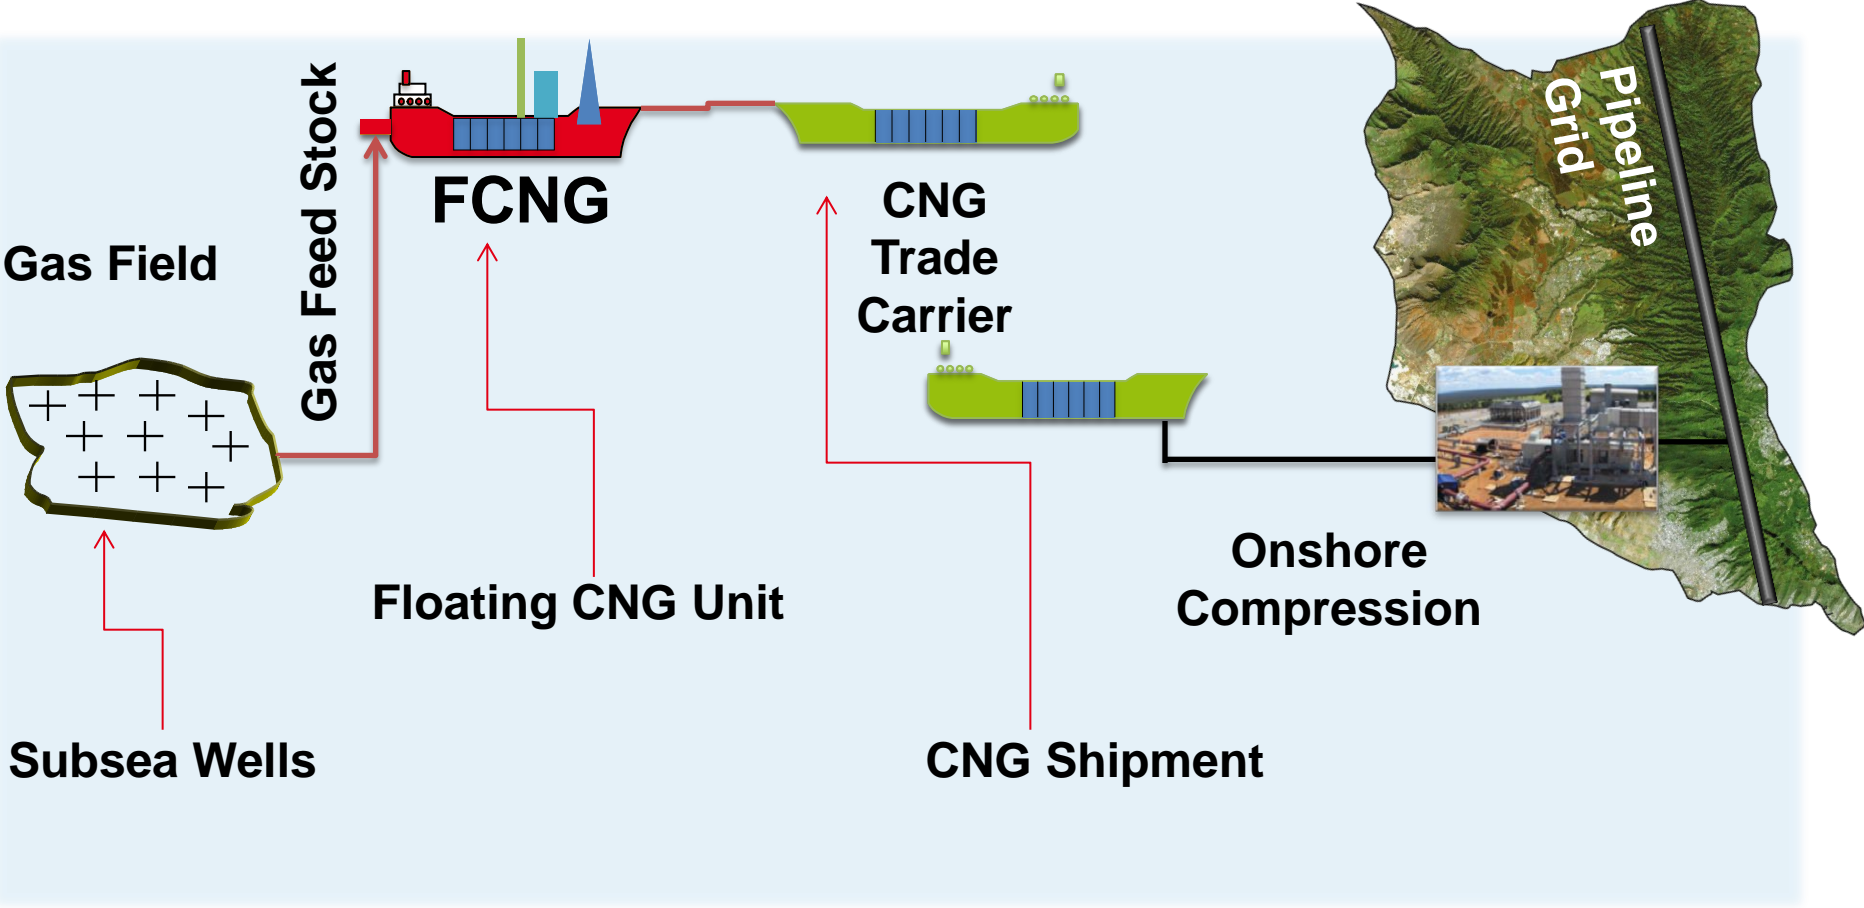 Gas Feed Stock
FCNG
Gas Field
CNG
Trade
Carrier
Pipeline
Grid
Onshore
Compression
Floating CNG Unit
Subsea Wells
CNG Shipment